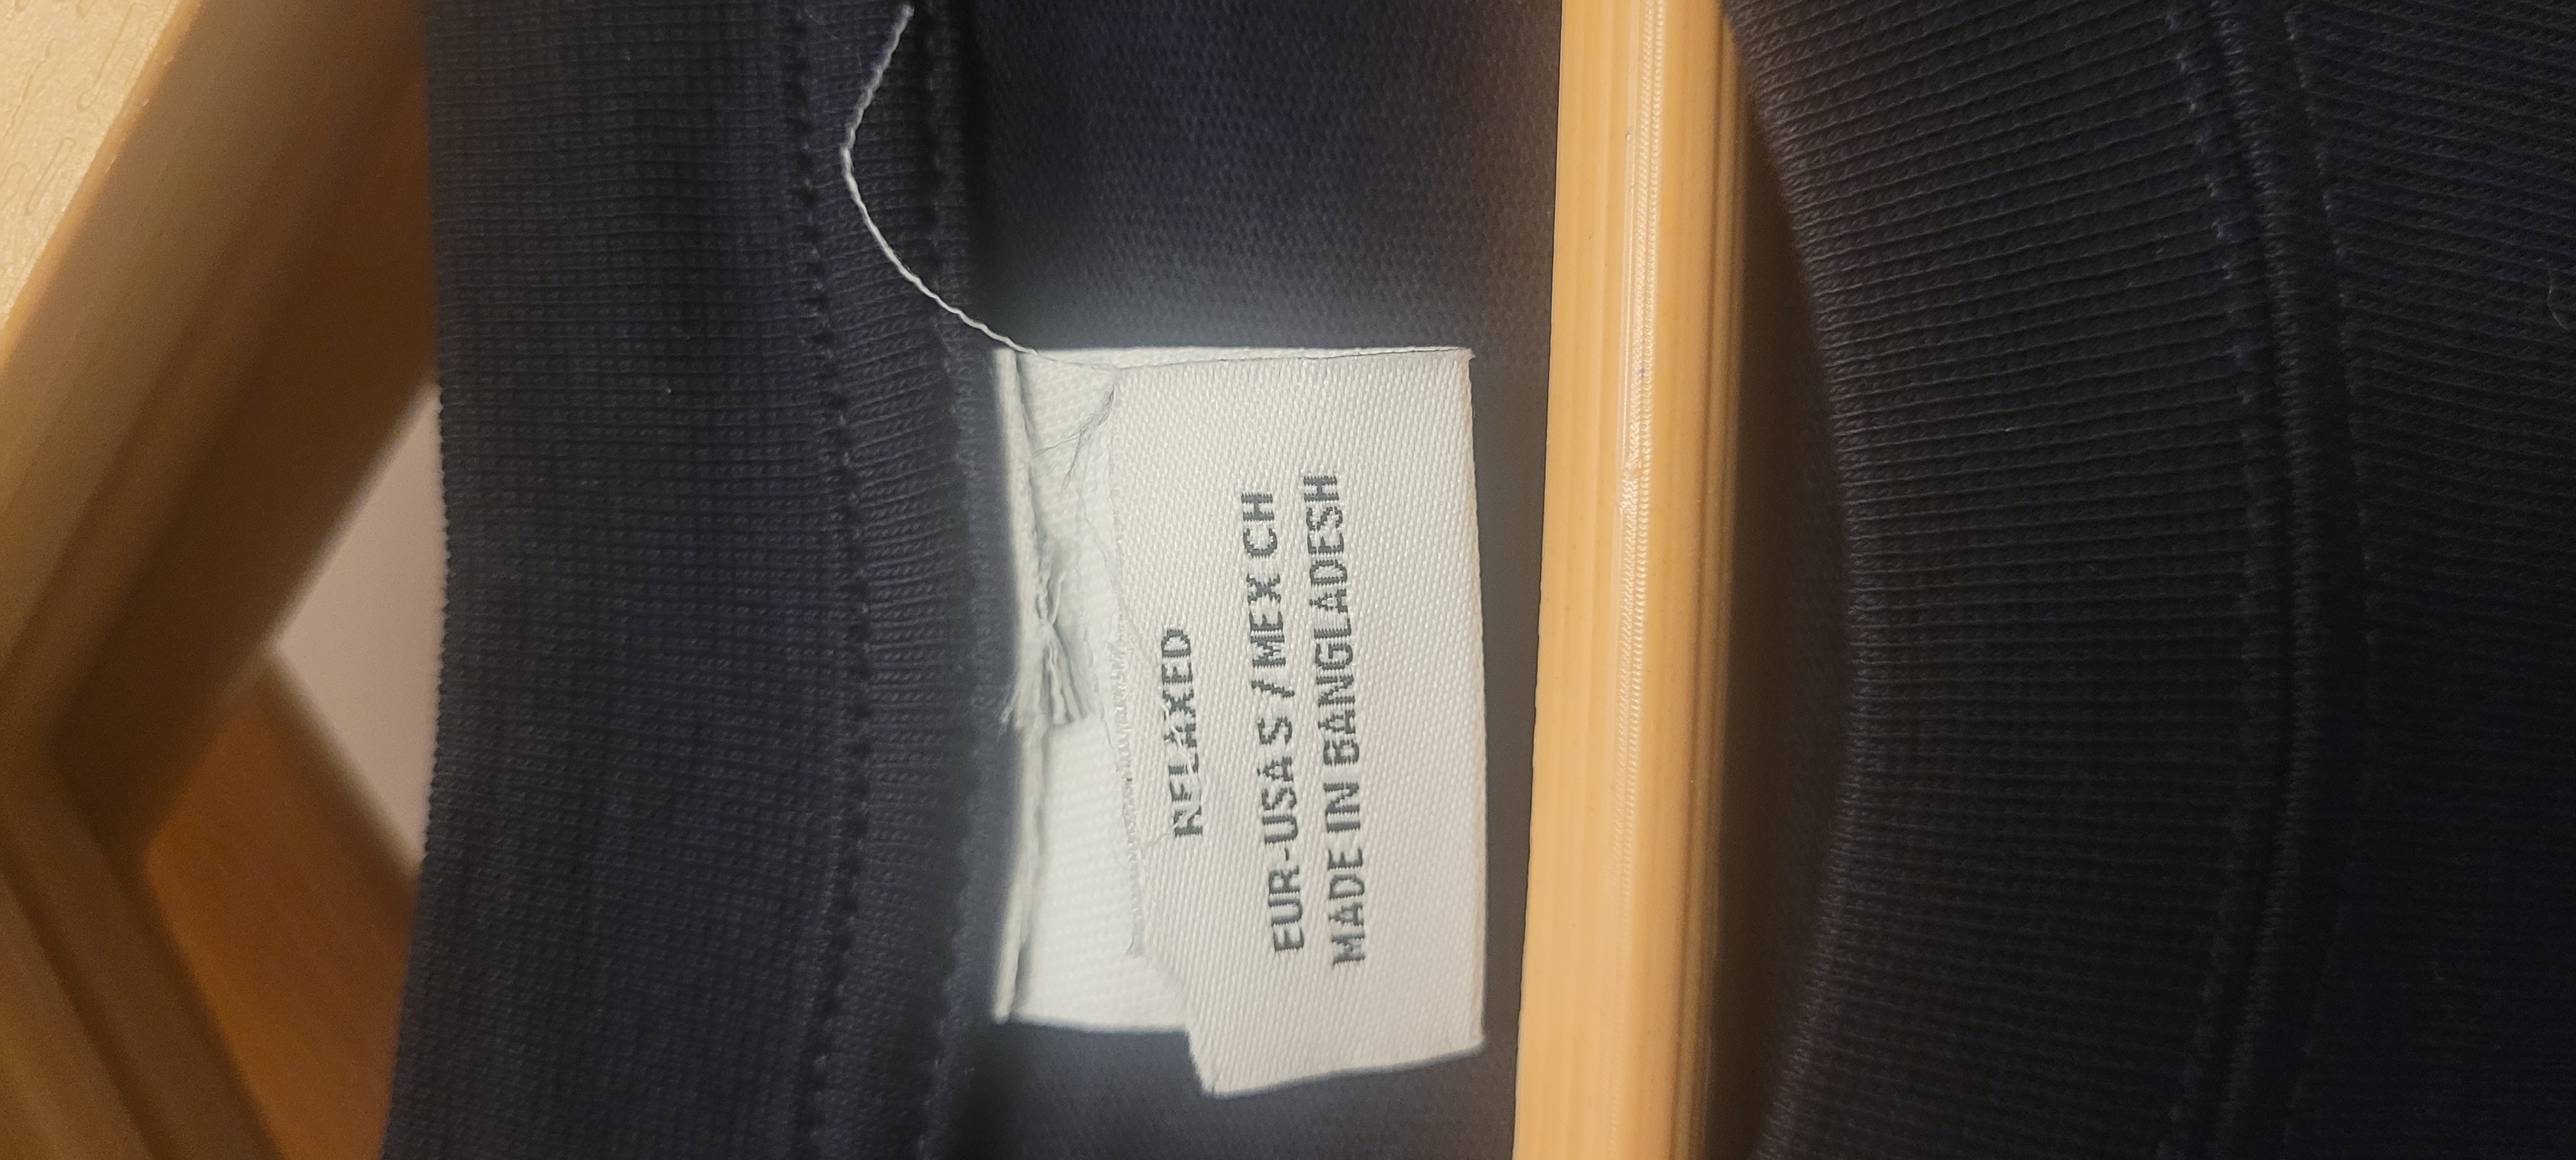 RELAXED
EUR-USA S / MEX CH
MADE IN BANGLADESH